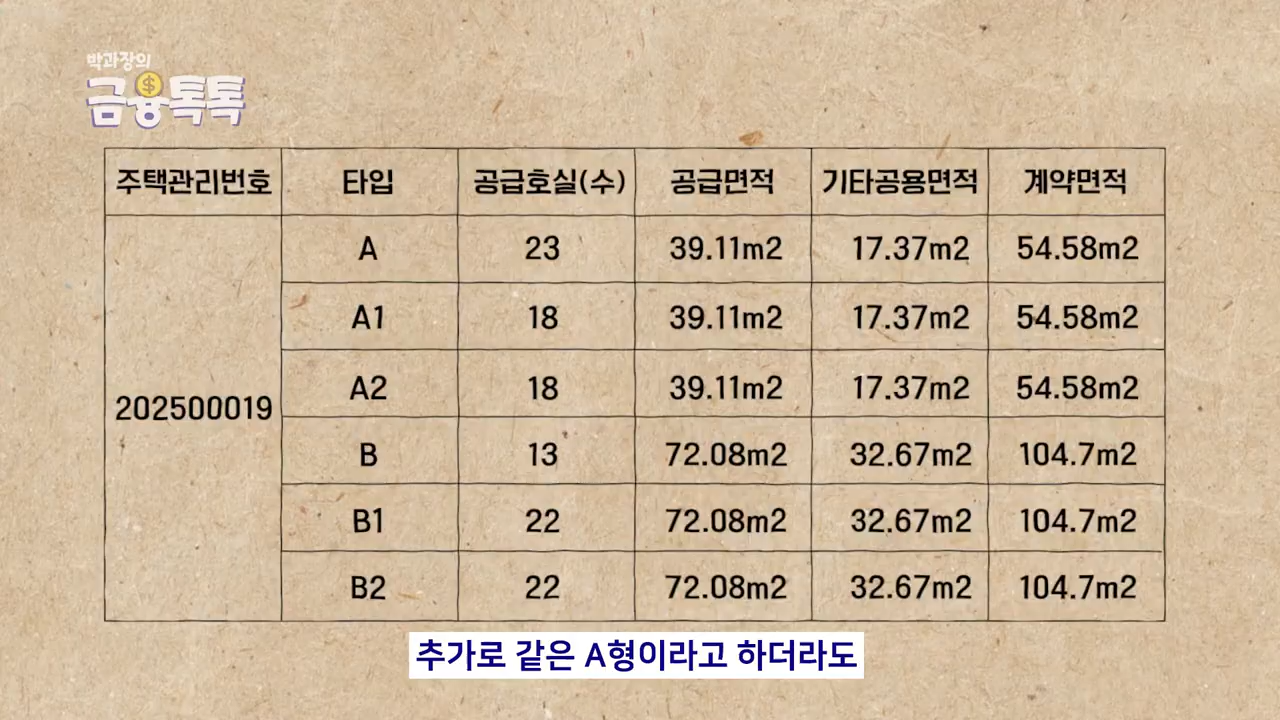 박과장의
금융톡톡
주택관리번호 타입 공급호실(수) 공급면적 기타공용면적 계약면적
A 23 39.11m2 17.37m2 54.58m2
A1 18 39.11m2 17.37m2 54.58m2
A2 18 39.11m2 17.37m2 54.58m2
202500019
B 13 72.08m2 32.67m2 104.7m2
B1 22 72.08m2 32.67m2 104.7m2
B2 22 72.08m2 32.67m2 104.7m2
추가로 같은 A형이라고 하더라도